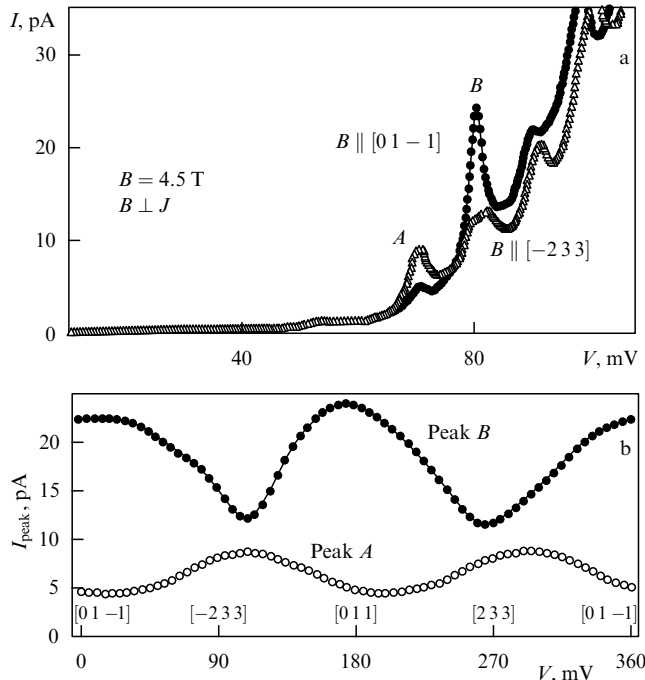 I, pA
a
30
B
B ∥ [0 1 −1]
20
B = 4.5 T
B ⊥ J
A
10
B ∥ [−2 3 3]
0
40
80
V, mV
b
20
Peak B
15
I_peak, pA
10
Peak A
5
[0 1 −1] [−2 3 3] [0 1 1] [2 3 3] [0 1 −1]
0
0 90 180 270 360
V, mV